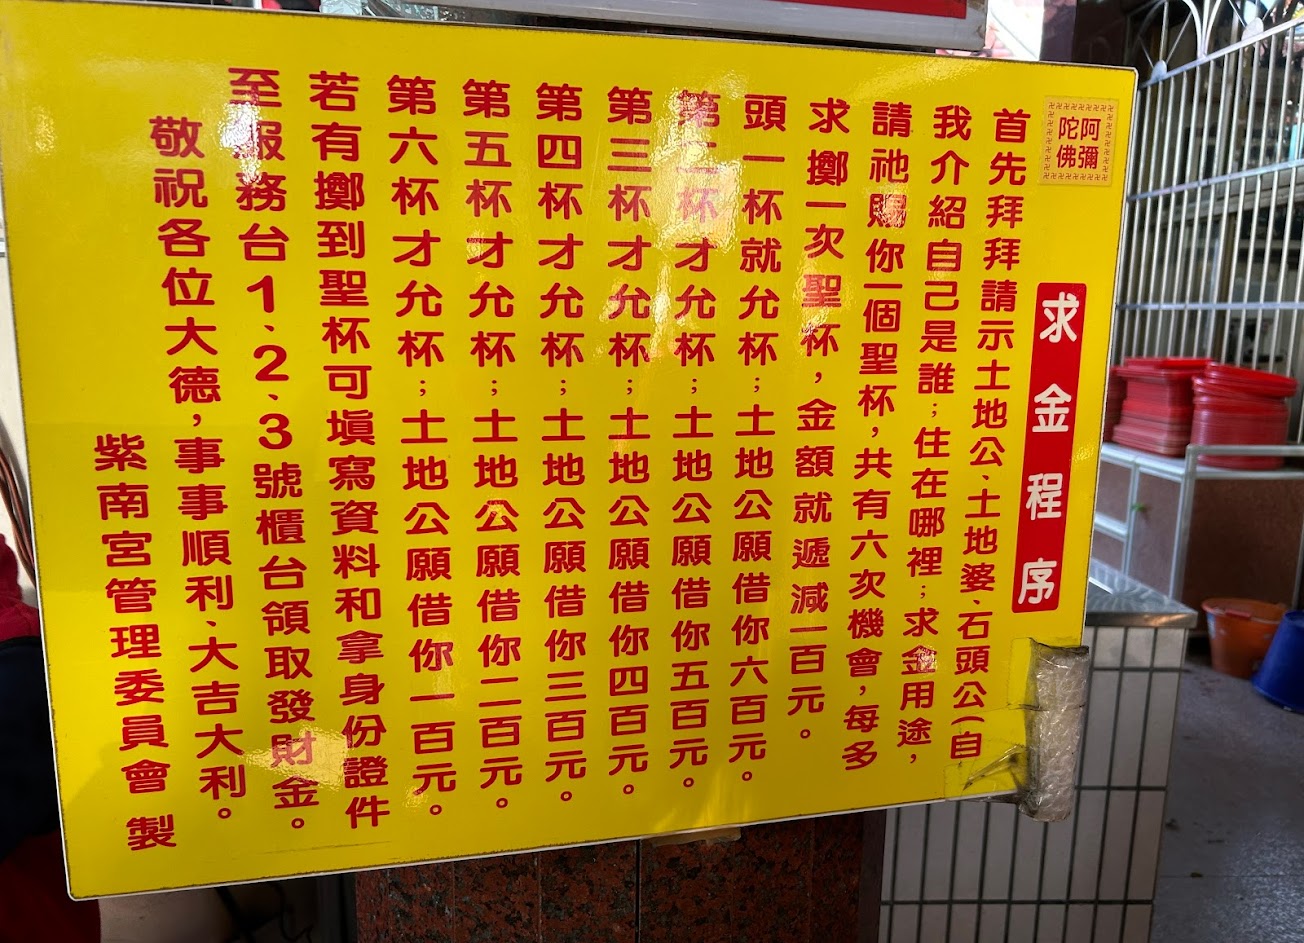 阿彌
陀佛
求金程序
首先拜拜請示土地公、土地婆、石頭公(自
我介紹自己是誰；住在哪裡；求金用途，
請祂賜你一個聖杯，共有六次機會，每多
求擲一次聖杯，金額就遞減一百元。
頭一杯就允杯；土地公願借你六百元。
第二杯才允杯；土地公願借你五百元。
第三杯才允杯；土地公願借你四百元。
第四杯才允杯；土地公願借你三百元。
第五杯才允杯；土地公願借你二百元。
第六杯才允杯；土地公願借你一百元。
若有擲到聖杯可填寫資料和拿身份證件
至服務台1、2、3號櫃台領取發財金。
敬祝各位大德，事事順利、大吉大利。
紫南宮管理委員會 製